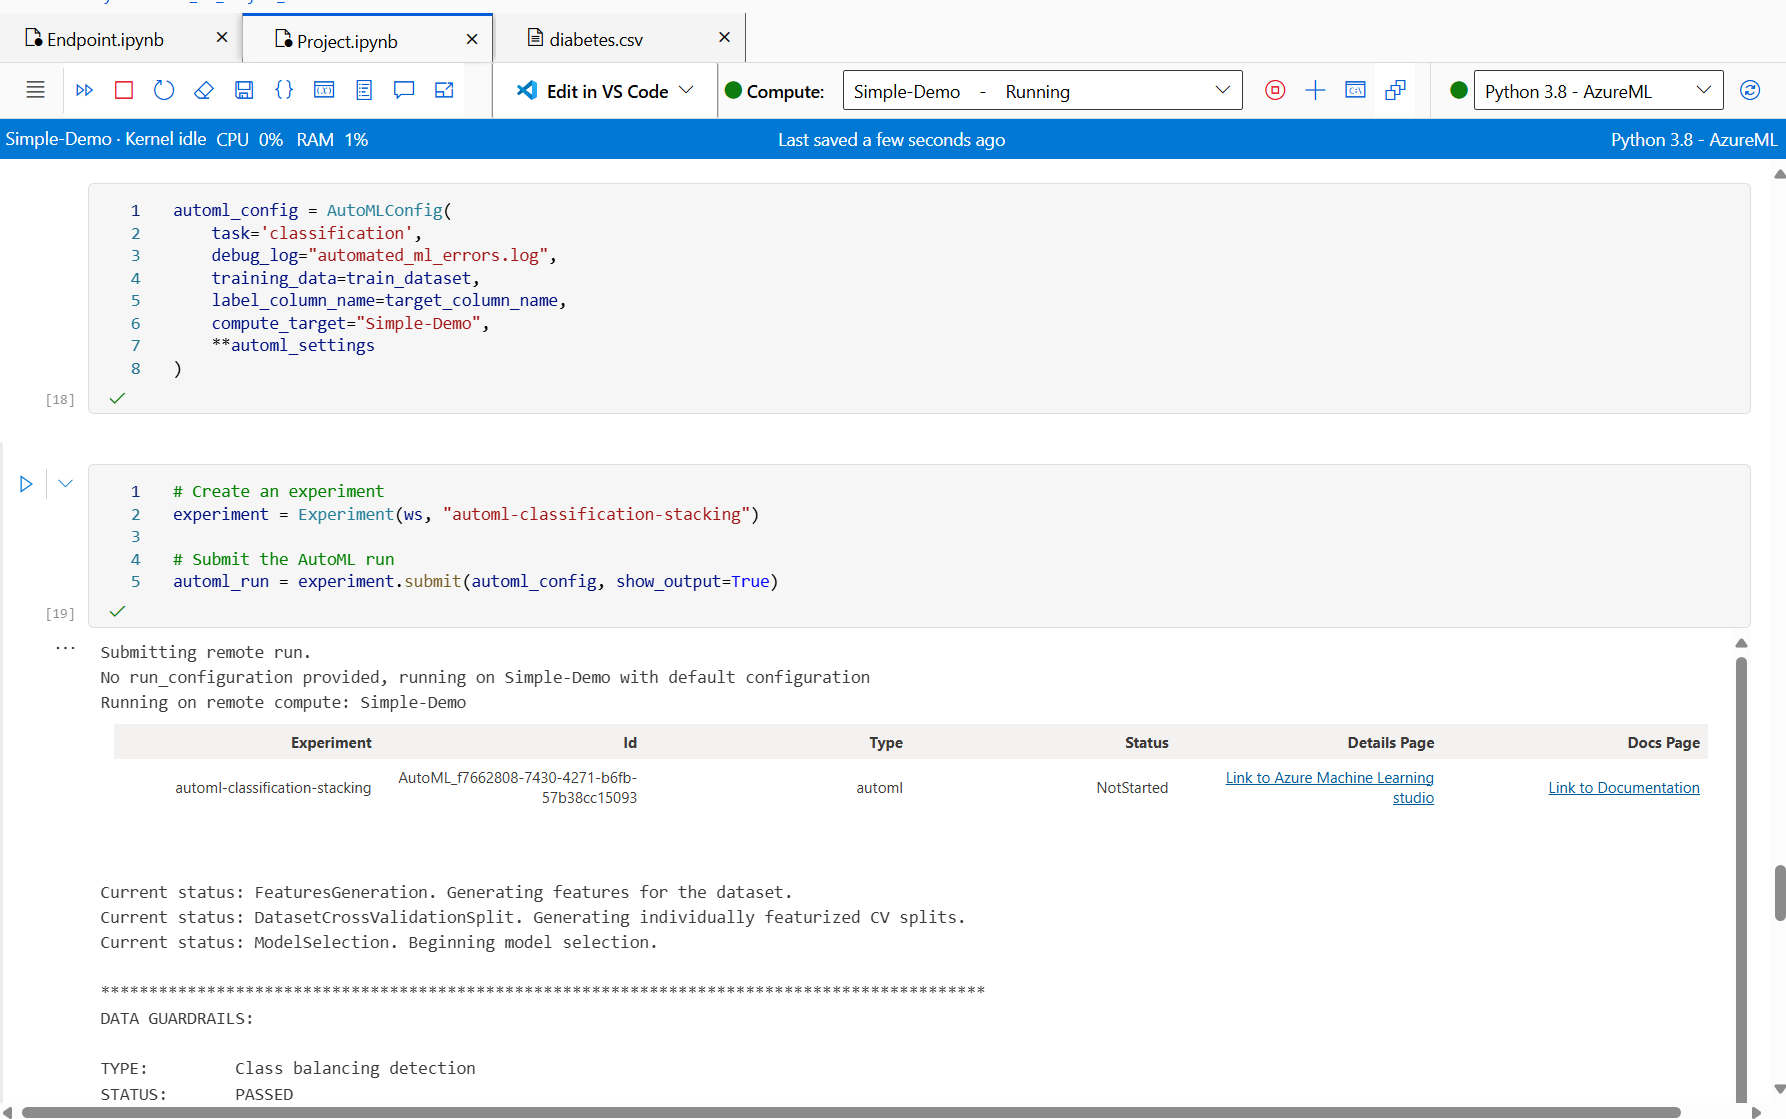 Endpoint.ipynb
Project.ipynb
diabetes.csv
Edit in VS Code
Compute:
Simple-Demo - Running
Python 3.8 - AzureML
Simple-Demo · Kernel idle CPU 0% RAM 1%
Last saved a few seconds ago
Python 3.8 - AzureML
1 automl_config = AutoMLConfig(
2 task='classification',
3 debug_log="automated_ml_errors.log",
4 training_data=train_dataset,
5 label_column_name=target_column_name,
6 compute_target="Simple-Demo",
7 **automl_settings
8 )
[18]
1 # Create an experiment
2 experiment = Experiment(ws, "automl-classification-stacking")
3
4 # Submit the AutoML run
5 automl_run = experiment.submit(automl_config, show_output=True)
[19]
Submitting remote run.
No run_configuration provided, running on Simple-Demo with default configuration
Running on remote compute: Simple-Demo
Experiment Id Type Status Details Page Docs Page
automl-classification-stacking AutoML_f7662808-7430-4271-b6fb-57b38cc15093 automl NotStarted Link to Azure Machine Learning studio Link to Documentation
Current status: FeaturesGeneration. Generating features for the dataset.
Current status: DatasetCrossValidationSplit. Generating individually featurized CV splits.
Current status: ModelSelection. Beginning model selection.
********************************************************************************************
DATA GUARDRAILS:
TYPE: Class balancing detection
STATUS: PASSED